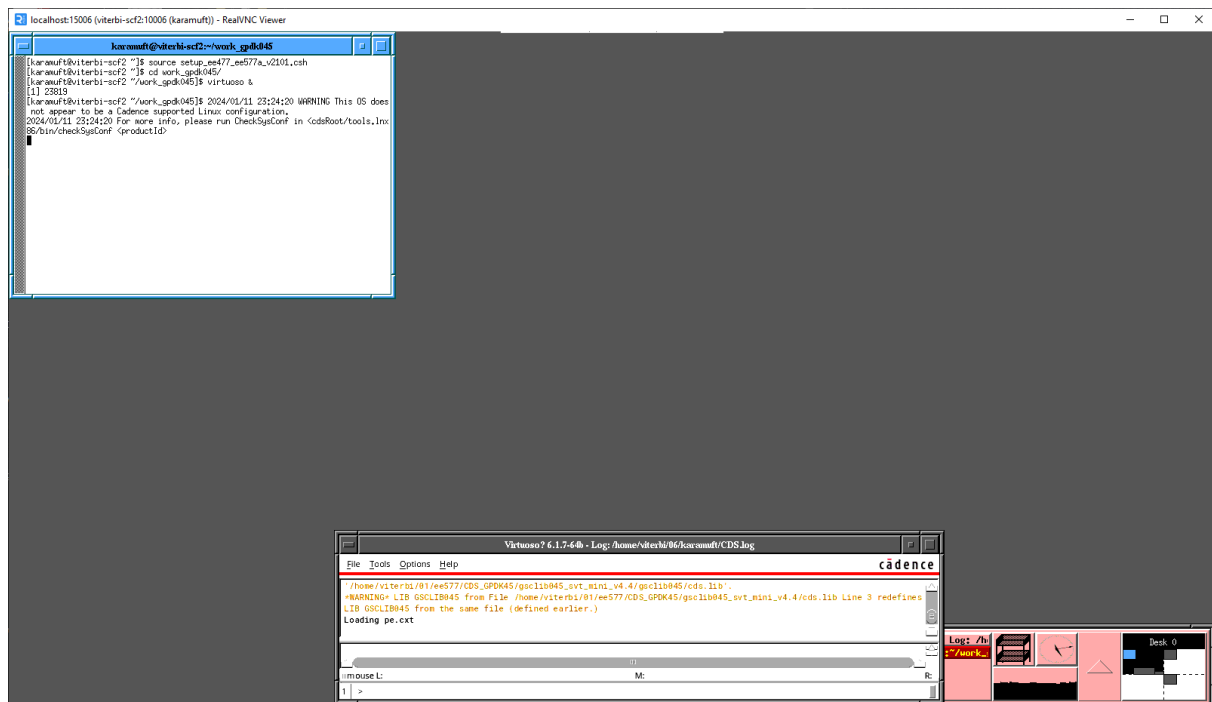 localhost:15006 (viterbi-scf2:10006 (karamuft)) - RealVNC Viewer
karamuft@viterbi-scf2:~/work_gpdk045
[karamuft@viterbi-scf2 ~]$ source setup_ee477_ee577a_v2101.csh
[karamuft@viterbi-scf2 ~]$ cd work_gpdk045/
[karamuft@viterbi-scf2 ~/work_gpdk045]$ virtuoso &
[1] 23819
[karamuft@viterbi-scf2 ~/work_gpdk045]$ 2024/01/11 23:24:20 WARNING This OS does
not appear to be a Cadence supported Linux configuration.
2024/01/11 23:24:20 For more info, please run CheckSysConf in <cdsRoot/tools.lnx
86/bin/checkSysConf <productId>
Virtuoso? 6.1.7-64b - Log: /home/viterbi/06/karamuft/CDS.log
File Tools Options Help
cādence
'/home/viterbi/01/ee577/CDS_GPDK45/gsclib045_svt_mini_v4.4/gsclib045/cds.lib'.
*WARNING* LIB GSCLIB045 from File /home/viterbi/01/ee577/CDS_GPDK45/gsclib045_svt_mini_v4.4/cds.lib Line 3 redefines
LIB GSCLIB045 from the same file (defined earlier.)
Loading pe.cxt
mouse L: M: R:
1 >
Log: /h
:~/work_
Desk 0